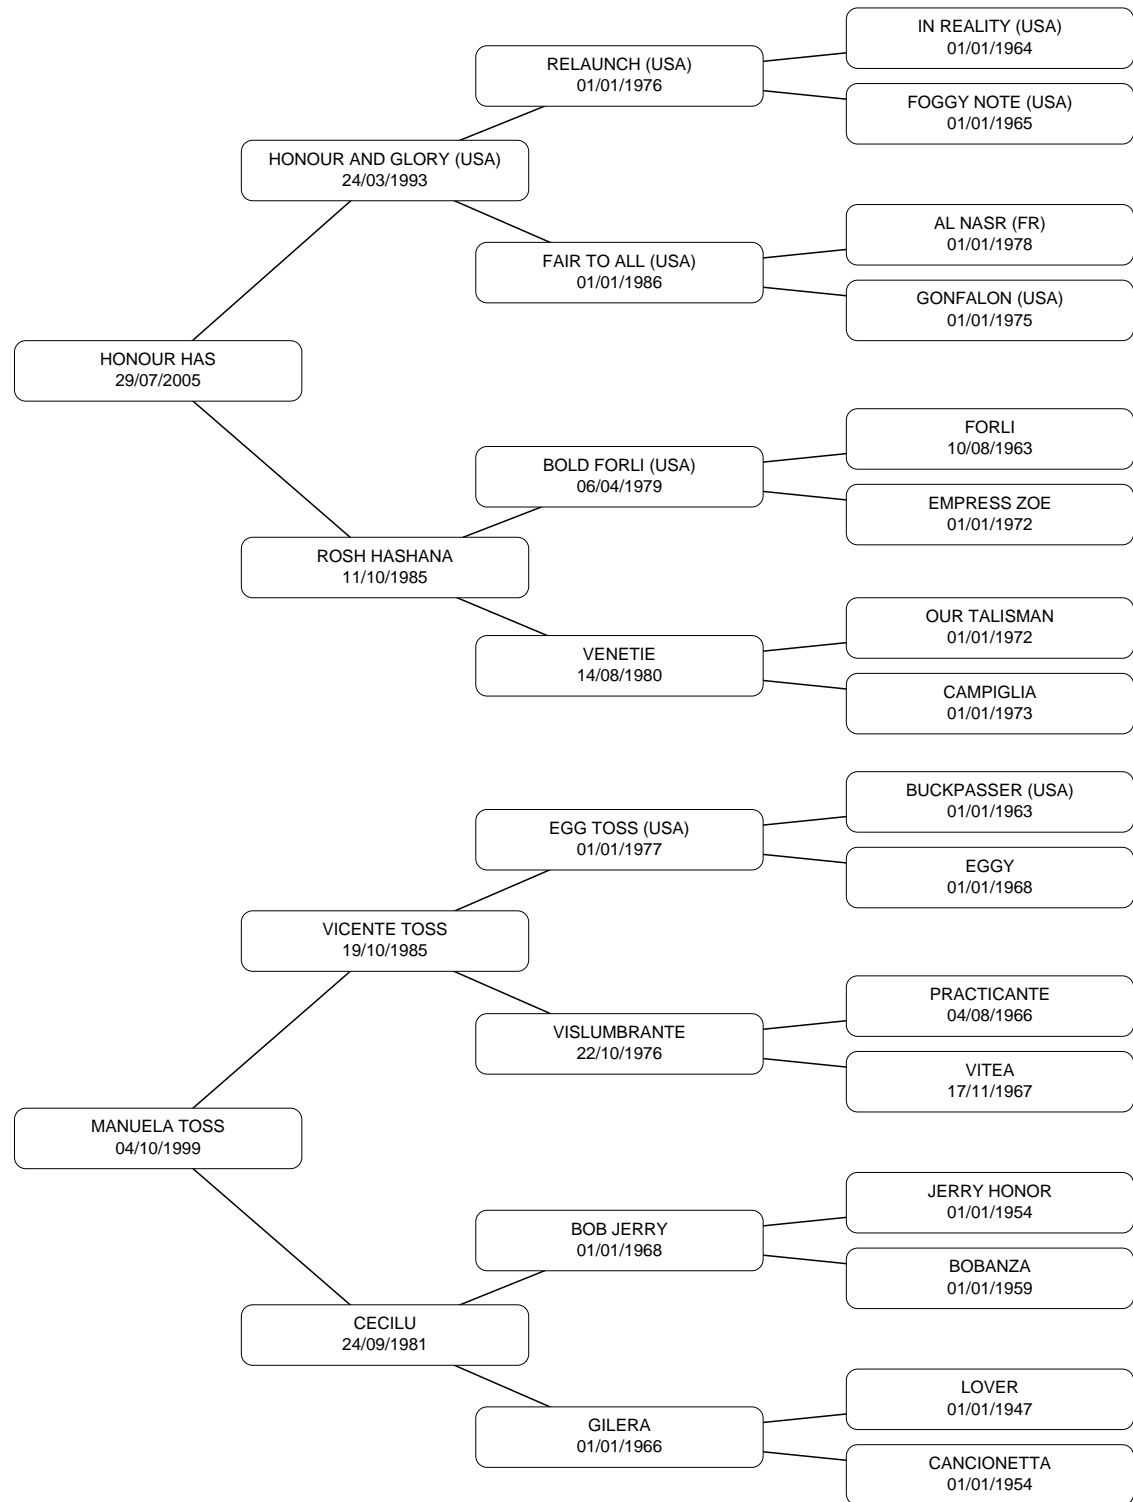 IN REALITY (USA)
01/01/1964
RELAUNCH (USA)
01/01/1976
FOGGY NOTE (USA)
01/01/1965
HONOUR AND GLORY (USA)
24/03/1993
AL NASR (FR)
01/01/1978
FAIR TO ALL (USA)
01/01/1986
GONFALON (USA)
01/01/1975
HONOUR HAS
29/07/2005
FORLI
10/08/1963
BOLD FORLI (USA)
06/04/1979
EMPRESS ZOE
01/01/1972
ROSH HASHANA
11/10/1985
OUR TALISMAN
01/01/1972
VENETIE
14/08/1980
CAMPIGLIA
01/01/1973
BUCKPASSER (USA)
01/01/1963
EGG TOSS (USA)
01/01/1977
EGGY
01/01/1968
VICENTE TOSS
19/10/1985
PRACTICANTE
04/08/1966
VISLUMBRANTE
22/10/1976
VITEA
17/11/1967
MANUELA TOSS
04/10/1999
JERRY HONOR
01/01/1954
BOB JERRY
01/01/1968
BOBANZA
01/01/1959
CECILU
24/09/1981
LOVER
01/01/1947
GILERA
01/01/1966
CANCIONETTA
01/01/1954